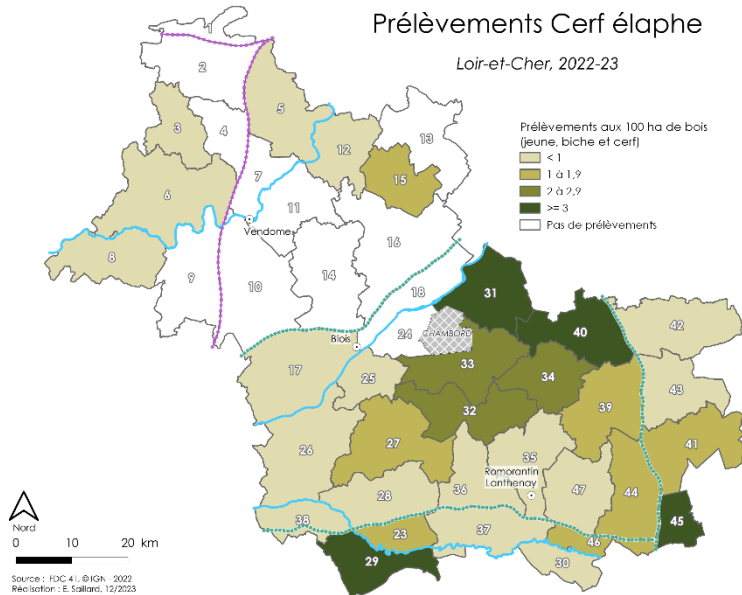 Prélèvements Cerf élaphe
Loir-et-Cher, 2022-23
Prélèvements aux 100 ha de bois
(jeune, biche et cerf)
< 1
1 à 1,9
2 à 2,9
>= 3
Pas de prélèvements
1
2
3
4
5
6
7
8
9
10
11
12
13
14
15
16
17
18
Vendome
Blois
CHAMBORD
24
25
26
27
28
31
33
34
32
40
42
43
39
41
35
Romorantin
Lanthenay
36
47
44
45
38
23
37
46
29
30
Nord
0 10 20 km
Source : FDC 41, © IGN - 2022
Réalisation : E. Saillard, 12/2023